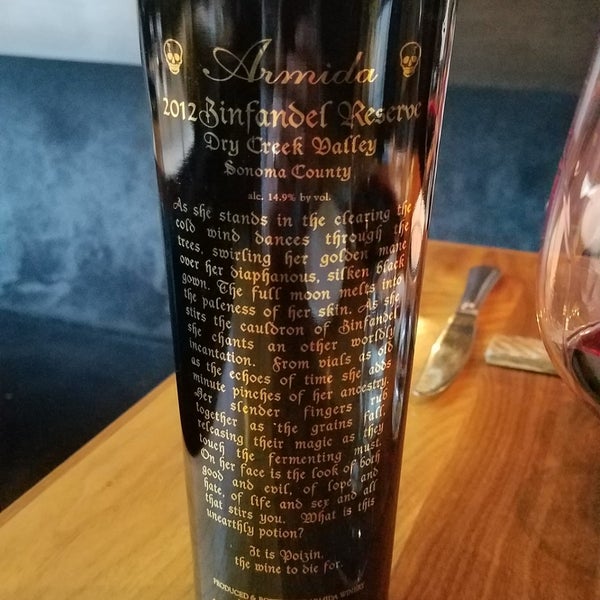 Armida
2012 Zinfandel Reserve
Dry Creek Valley
Sonoma County
alc. 14.9% by vol.
As she stands in the clearing the
cold wind dances through the
trees, swirling her golden mane
over her diaphanous, silken black
gown. The full moon melts into
the paleness of her skin. As she
stirs the cauldron of Zinfandel
she chants an other worldly
incantation. From vials as old
as the echoes of time she adds
minute pinches of her ancestry.
Her slender fingers rub
together as the grains fall,
releasing their magic as they
touch the fermenting must.
On her face is the look of both
good and evil, of love and
hate, of life and sex and all
that stirs you. What is this
unearthly potion?
It is Poizin,
the wine to die for.
PRODUCED & BOTTLED ARMIDA WINERY